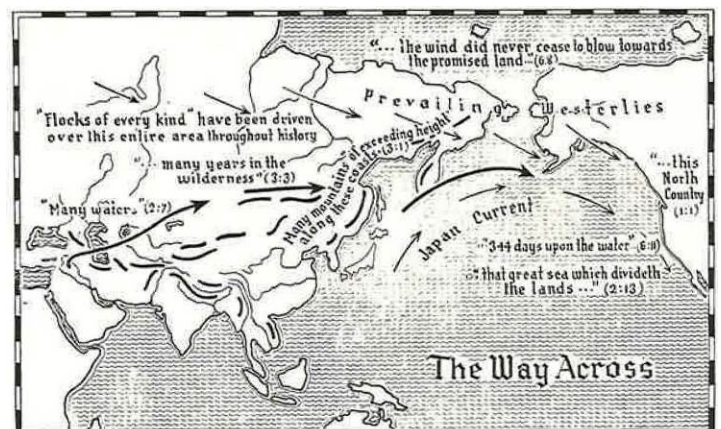 "... the wind did never cease to blow towards
the promised land..." (6:8)
prevailing Westerlies
"Flocks of every kind" have been driven
over this entire area throughout history
"... many years in the
wilderness" (3:3)
"Many mountains" of exceeding height
along these coasts (3:1)
"...this
North
Country"
(1:1)
"Many waters" (2:7)
Japan Current
"344 days upon the water" (6:11)
"that great sea which divideth
the lands ..." (2:13)
The Way Across